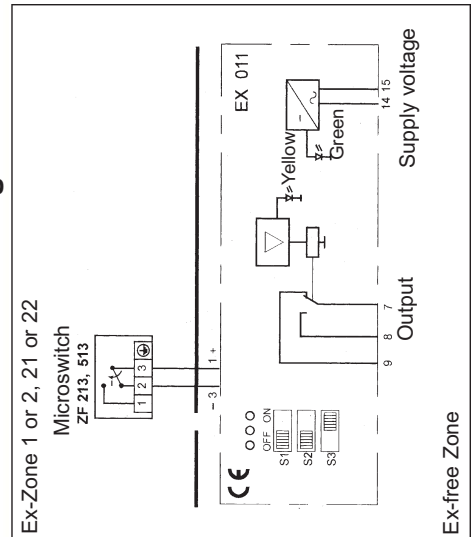 Ex-Zone 1 or 2, 21 or 22
Microswitch
ZF 213, 513
1 2 3
- 3 1 +
CE
OFF ON
S1
S2
S3
EX 011
Yellow
Green
9 8 7
Output
14 15
Supply voltage
Ex-free Zone